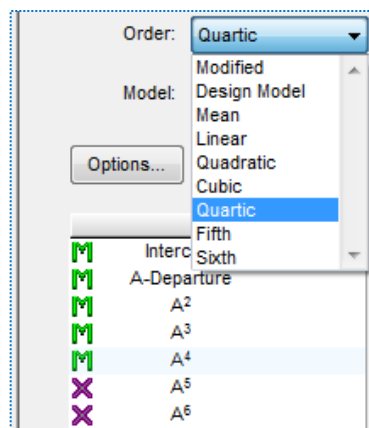 Order: Quartic
Modified
Model: Design Model
Mean
Linear
Options... Quadratic
Cubic
Quartic
Fifth
Sixth
Interc
A-Departure
A²
A³
A⁴
A⁵
A⁶